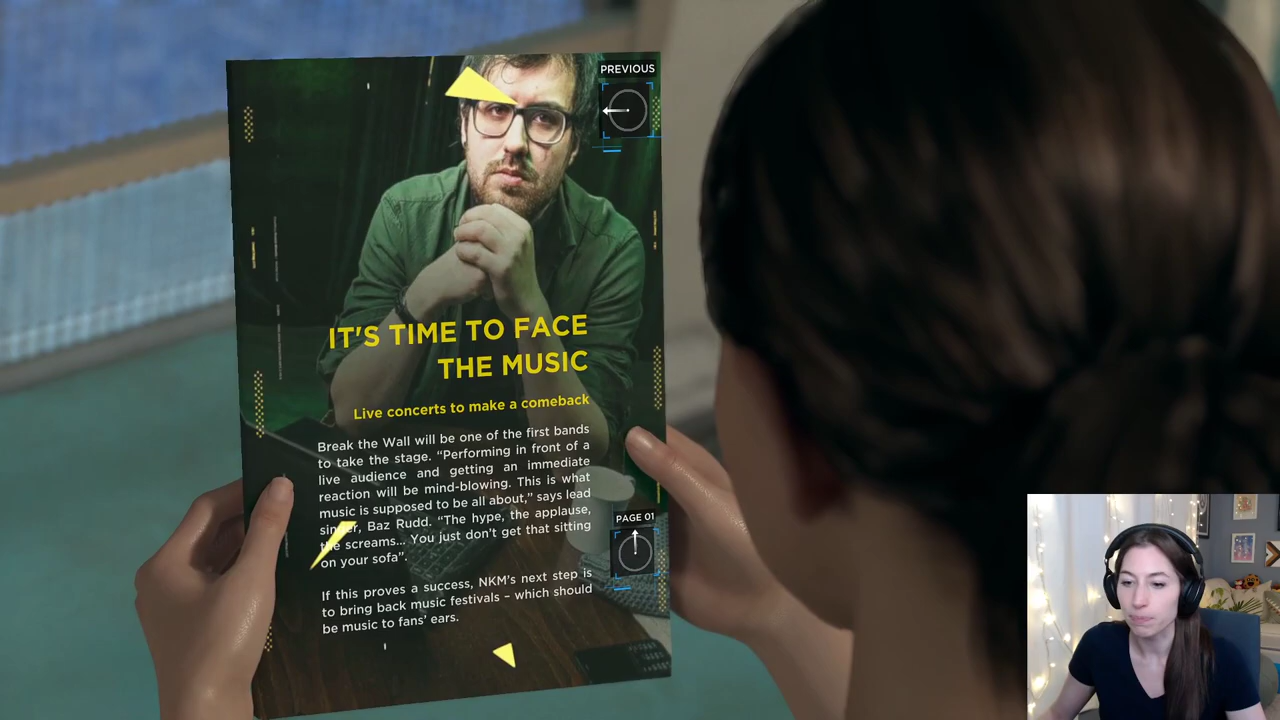 PREVIOUS
IT'S TIME TO FACE
THE MUSIC
Live concerts to make a comeback
Break the Wall will be one of the first bands
to take the stage. “Performing in front of a
live audience and getting an immediate
reaction will be mind-blowing. This is what
music is supposed to be all about,” says lead
singer, Baz Rudd. “The hype, the applause,
the screams... You just don't get that sitting
on your sofa”.
PAGE 01
If this proves a success, NKM's next step is
to bring back music festivals – which should
be music to fans' ears.